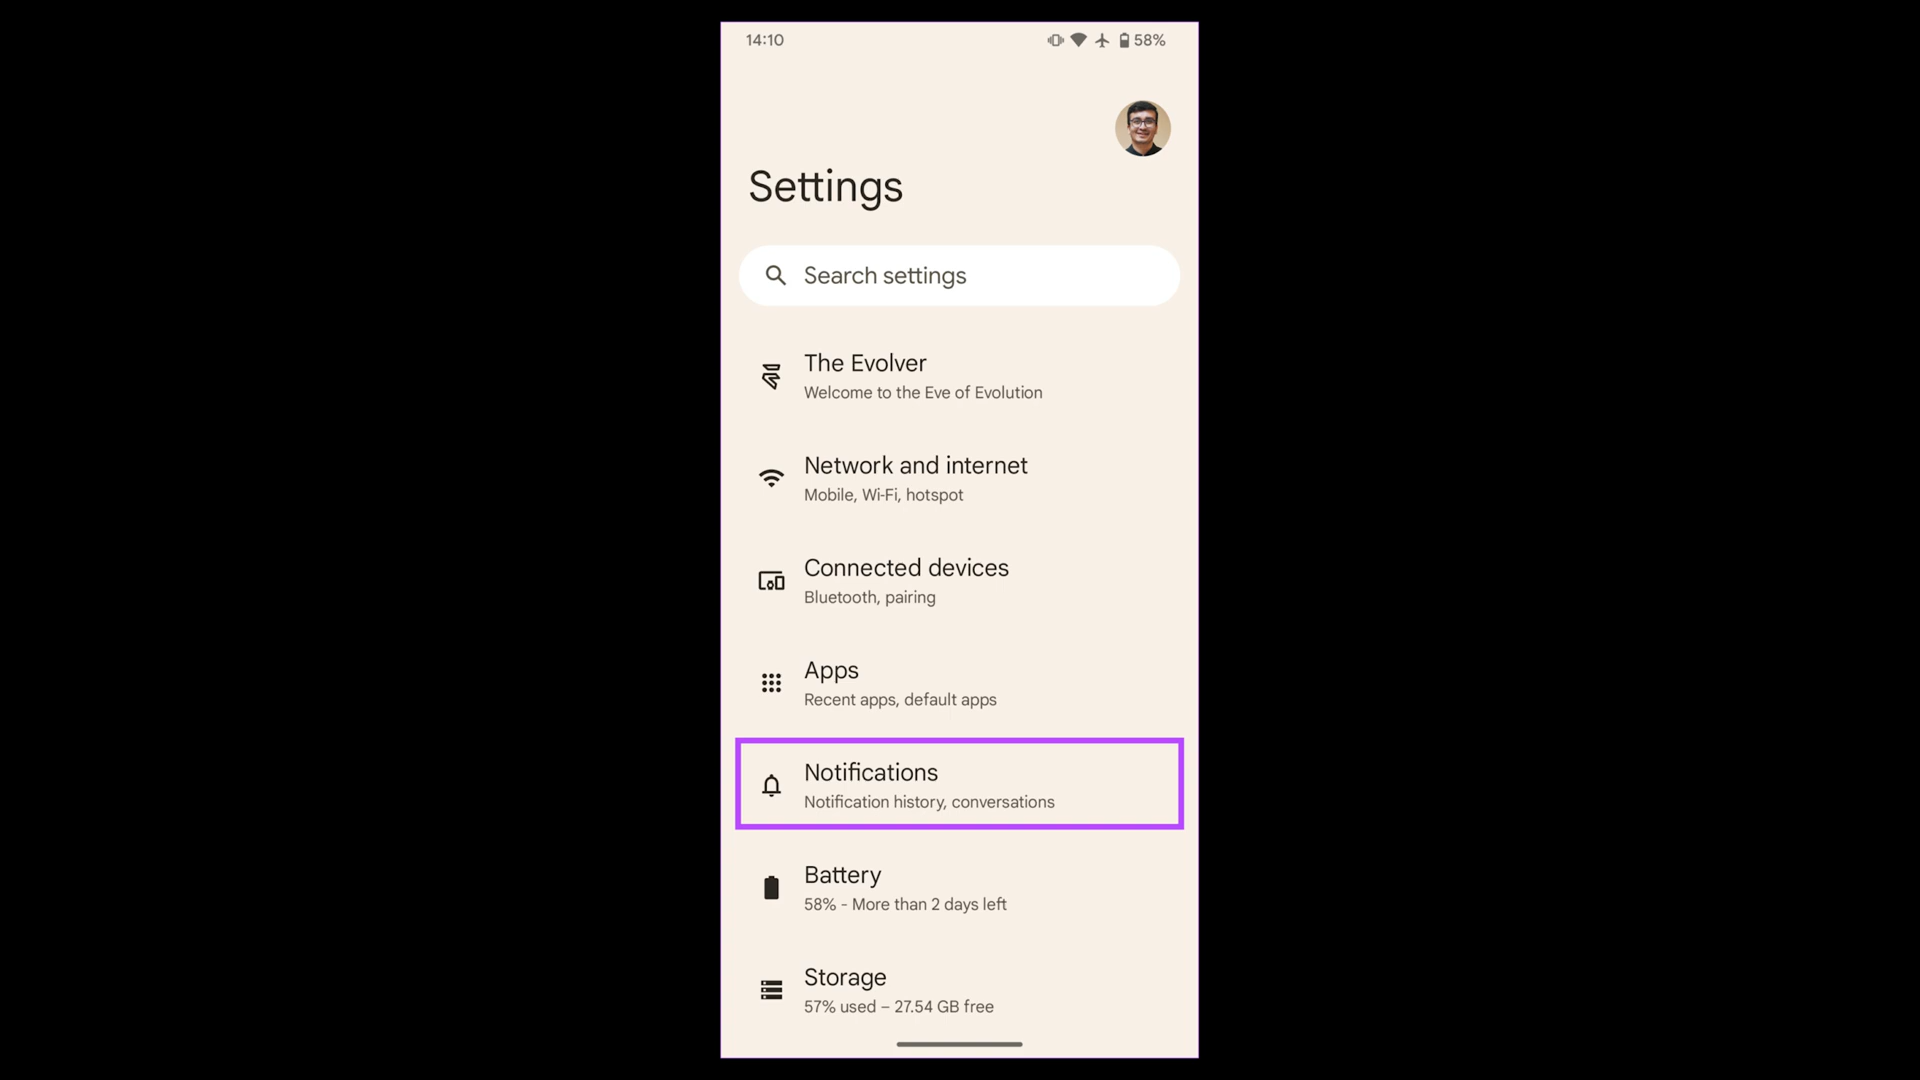 14:10
58%
Settings
Search settings
The Evolver
Welcome to the Eve of Evolution
Network and internet
Mobile, Wi-Fi, hotspot
Connected devices
Bluetooth, pairing
Apps
Recent apps, default apps
Notifications
Notification history, conversations
Battery
58% - More than 2 days left
Storage
57% used – 27.54 GB free